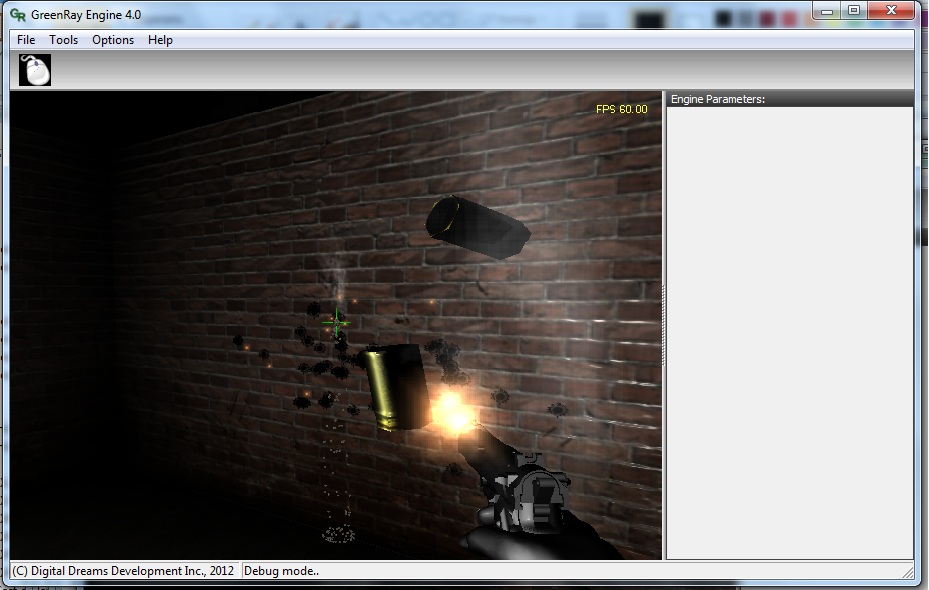 GR GreenRay Engine 4.0
File Tools Options Help
Engine Parameters:
FPS 60.00
(C) Digital Dreams Development Inc., 2012 Debug mode..